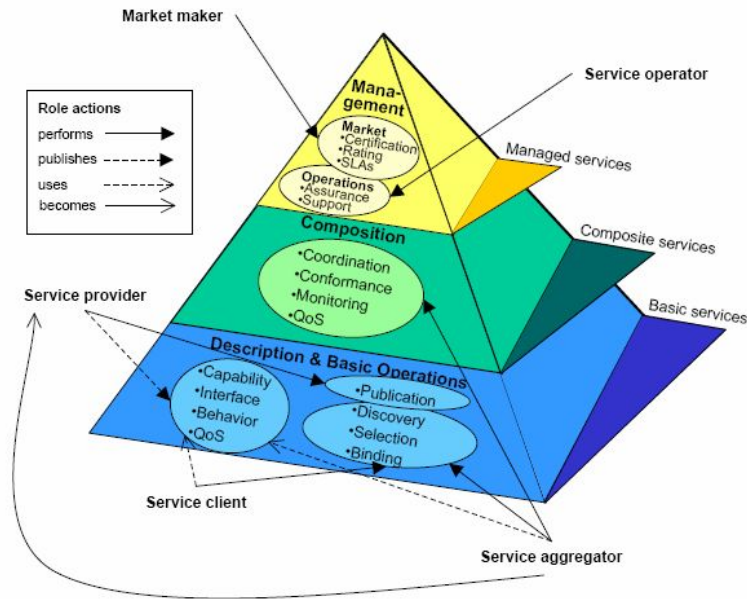 Market maker
Service operator
Role actions
performs
publishes
uses
becomes
Mana-
gement
Market
•Certification
•Rating
•SLAs
Operations
•Assurance
•Support
Managed services
Composition
•Coordination
•Conformance
•Monitoring
•QoS
Composite services
Service provider
Basic services
Description & Basic Operations
•Capability
•Interface
•Behavior
•QoS
•Publication
•Discovery
•Selection
•Binding
Service client
Service aggregator